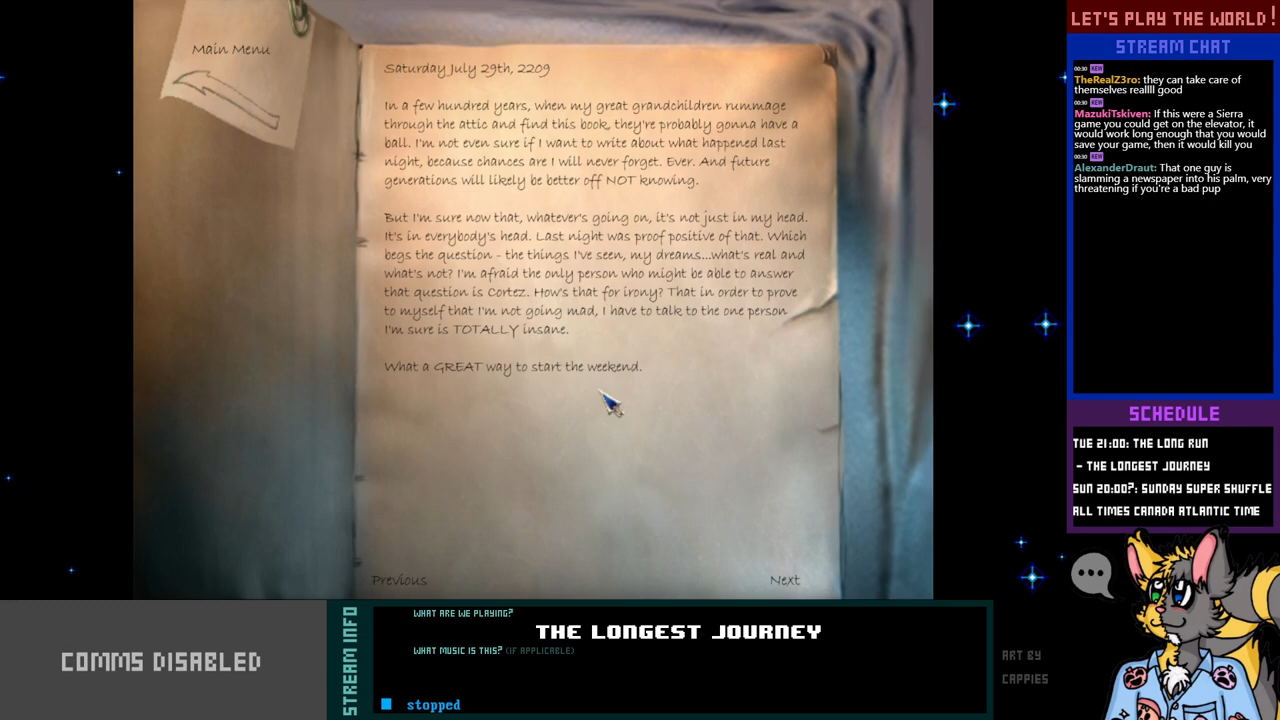 Main Menu
Saturday July 29th, 2209
In a few hundred years, when my great grandchildren rummage
through the attic and find this book, they're probably gonna have a
ball. I'm not even sure if I want to write about what happened last
night, because chances are I will never forget. Ever. And future
generations will likely be better off NOT knowing.
But I'm sure now that, whatever's going on, it's not just in my head.
It's in everybody's head. Last night was proof positive of that. Which
begs the question - the things I've seen, my dreams...what's real and
what's not? I'm afraid the only person who might be able to answer
that question is Cortez. How's that for irony? That in order to prove
to myself that I'm not going mad, I have to talk to the one person
I'm sure is TOTALLY insane.
What a GREAT way to start the weekend.
Previous
Next
LET'S PLAY THE WORLD!
STREAM CHAT
00:30 NEW
TheRealZ3ro: they can take care of
themselves reallll good
00:30 NEW
MazukiTskiven: If this were a Sierra
game you could get on the elevator, it
would work long enough that you would
save your game, then it would kill you
00:30 NEW
AlexanderDraut: That one guy is
slamming a newspaper into his palm, very
threatening if you're a bad pup
SCHEDULE
TUE 21:00: THE LONG RUN
- THE LONGEST JOURNEY
SUN 20:00?: SUNDAY SUPER SHUFFLE
ALL TIMES CANADA ATLANTIC TIME
COMMS DISABLED
STREAM INFO
WHAT ARE WE PLAYING?
THE LONGEST JOURNEY
WHAT MUSIC IS THIS? (IF APPLICABLE)
stopped
ART BY
CAPPIES